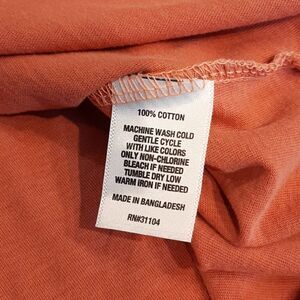 100% COTTON
MACHINE WASH COLD
GENTLE CYCLE
WITH LIKE COLORS
ONLY NON-CHLORINE
BLEACH IF NEEDED
TUMBLE DRY LOW
WARM IRON IF NEEDED
MADE IN BANGLADESH
RN#31104